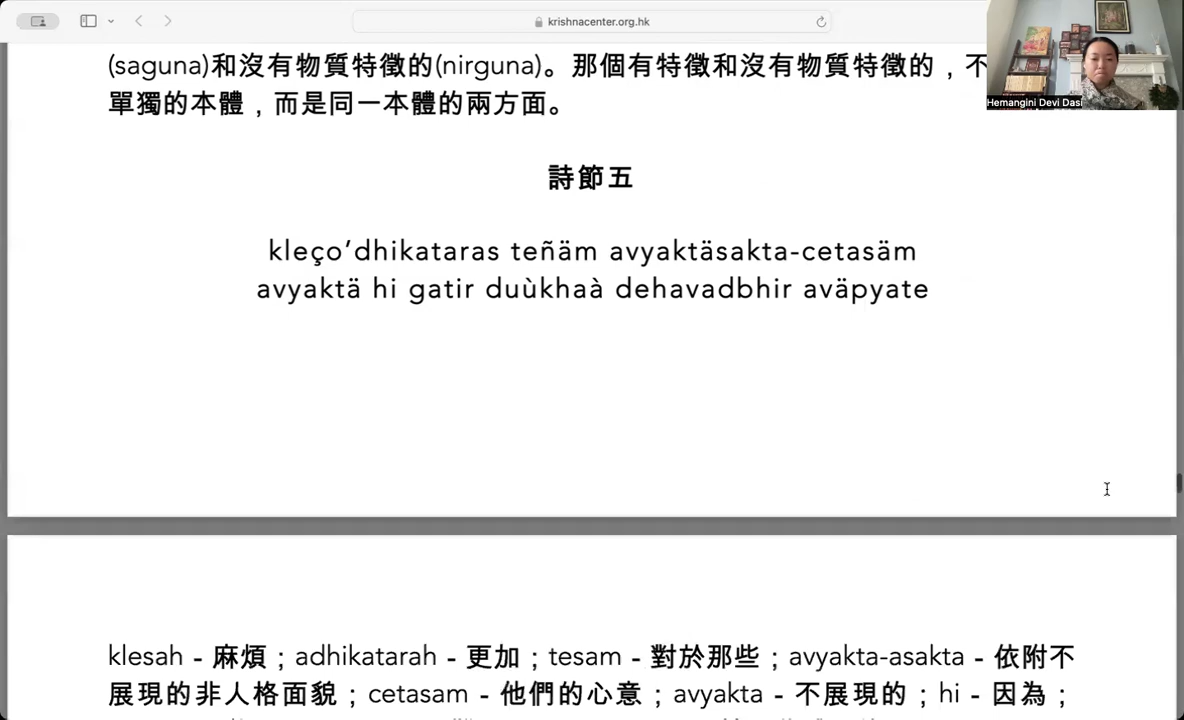 krishnacenter.org.hk
Hemangini Devi Dasi
(saguna)和沒有物質特徵的(nirguna)。那個有特徵和沒有物質特徵的，不
單獨的本體，而是同一本體的兩方面。
詩節五
kleço’dhikataras teñäm avyaktäsakta-cetasäm
avyaktä hi gatir duùkhaà dehavadbhir aväpyate
klesah - 麻煩；adhikatarah - 更加；tesam - 對於那些；avyakta-asakta - 依附不
展現的非人格面貌；cetasam - 他們的心意；avyakta - 不展現的；hi - 因為；